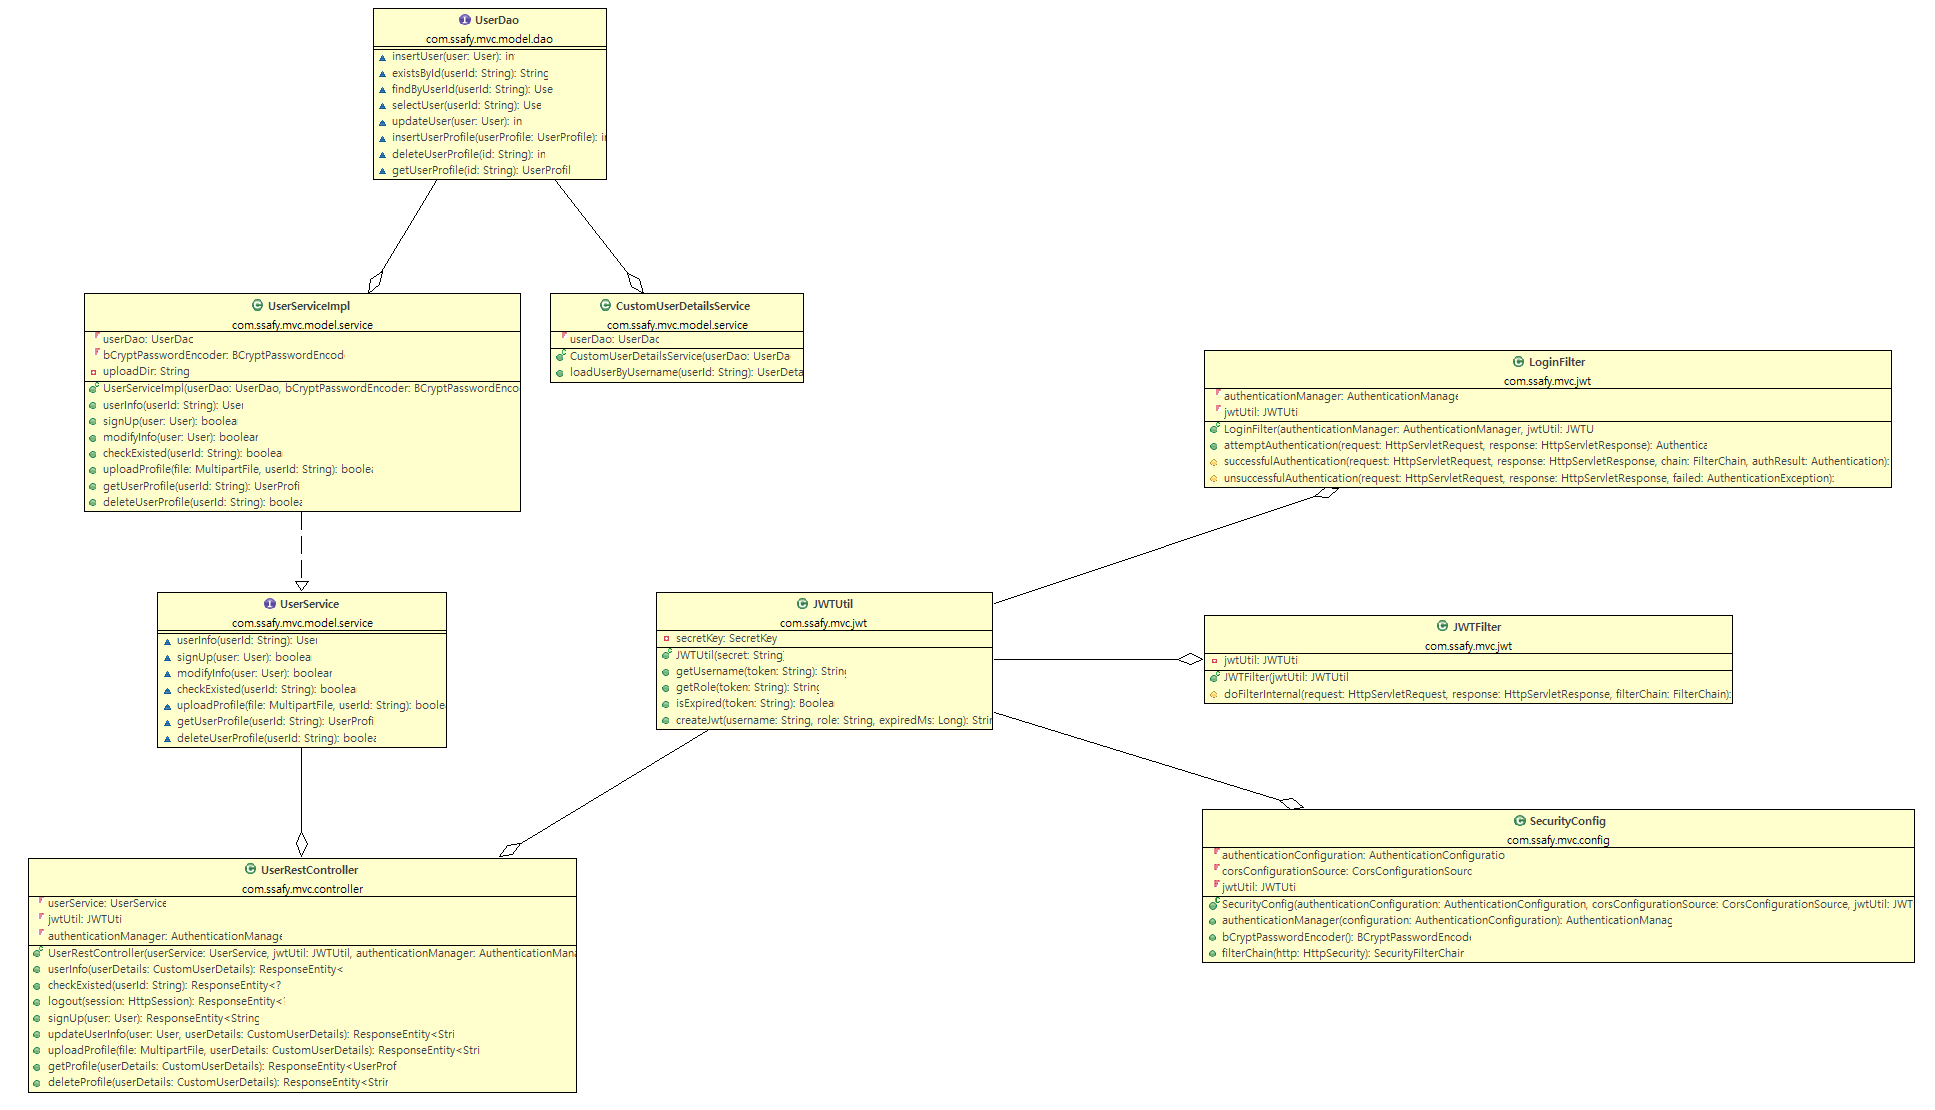 UserDao
com.ssafy.mvc.model.dao
insertUser(user: User): in
existsById(userId: String): String
findByUserId(userId: String): Use
selectUser(userId: String): Use
updateUser(user: User): in
insertUserProfile(userProfile: UserProfile): in
deleteUserProfile(id: String): in
getUserProfile(id: String): UserProfil
UserServiceImpl
com.ssafy.mvc.model.service
userDao: UserDao
bCryptPasswordEncoder: BCryptPasswordEncod
uploadDir: String
UserServiceImpl(userDao: UserDao, bCryptPasswordEncoder: BCryptPasswordEnco
userInfo(userId: String): User
signUp(user: User): boolea
modifyInfo(user: User): boolear
checkExisted(userId: String): boolea
uploadProfile(file: MultipartFile, userId: String): boolea
getUserProfile(userId: String): UserProfi
deleteUserProfile(userId: String): boolea
CustomUserDetailsService
com.ssafy.mvc.model.service
userDao: UserDao
CustomUserDetailsService(userDao: UserDa
loadUserByUsername(userId: String): UserDeta
LoginFilter
com.ssafy.mvc.jwt
authenticationManager: AuthenticationManage
jwtUtil: JWTUti
LoginFilter(authenticationManager: AuthenticationManager, jwtUtil: JWTU
attemptAuthentication(request: HttpServletRequest, response: HttpServletResponse): Authentica
successfulAuthentication(request: HttpServletRequest, response: HttpServletResponse, chain: FilterChain, authResult: Authentication):
unsuccessfulAuthentication(request: HttpServletRequest, response: HttpServletResponse, failed: AuthenticationException):
UserService
com.ssafy.mvc.model.service
userInfo(userId: String): User
signUp(user: User): boolea
modifyInfo(user: User): boolear
checkExisted(userId: String): boolea
uploadProfile(file: MultipartFile, userId: String): boole
getUserProfile(userId: String): UserProfi
deleteUserProfile(userId: String): boolea
JWTUtil
com.ssafy.mvc.jwt
secretKey: SecretKey
JWTUtil(secret: String)
getUsername(token: String): String
getRole(token: String): String
isExpired(token: String): Boolea
createJwt(username: String, role: String, expiredMs: Long): Strin
JWTFilter
com.ssafy.mvc.jwt
jwtUtil: JWTUti
JWTFilter(jwtUtil: JWTUtil
doFilterInternal(request: HttpServletRequest, response: HttpServletResponse, filterChain: FilterChain):
UserRestController
com.ssafy.mvc.controller
userService: UserService
jwtUtil: JWTUti
authenticationManager: AuthenticationManage
UserRestController(userService: UserService, jwtUtil: JWTUtil, authenticationManager: AuthenticationMana
userInfo(userDetails: CustomUserDetails): ResponseEntity<
checkExisted(userId: String): ResponseEntity<?
logout(session: HttpSession): ResponseEntity<?
signUp(user: User): ResponseEntity<String
updateUserInfo(user: User, userDetails: CustomUserDetails): ResponseEntity<Stri
uploadProfile(file: MultipartFile, userDetails: CustomUserDetails): ResponseEntity<Stri
getProfile(userDetails: CustomUserDetails): ResponseEntity<UserProf
deleteProfile(userDetails: CustomUserDetails): ResponseEntity<Strin
SecurityConfig
com.ssafy.mvc.config
authenticationConfiguration: AuthenticationConfiguratio
corsConfigurationSource: CorsConfigurationSourc
jwtUtil: JWTUti
SecurityConfig(authenticationConfiguration: AuthenticationConfiguration, corsConfigurationSource: CorsConfigurationSource, jwtUtil: JWT
authenticationManager(configuration: AuthenticationConfiguration): AuthenticationManag
bCryptPasswordEncoder(): BCryptPasswordEncode
filterChain(http: HttpSecurity): SecurityFilterChair